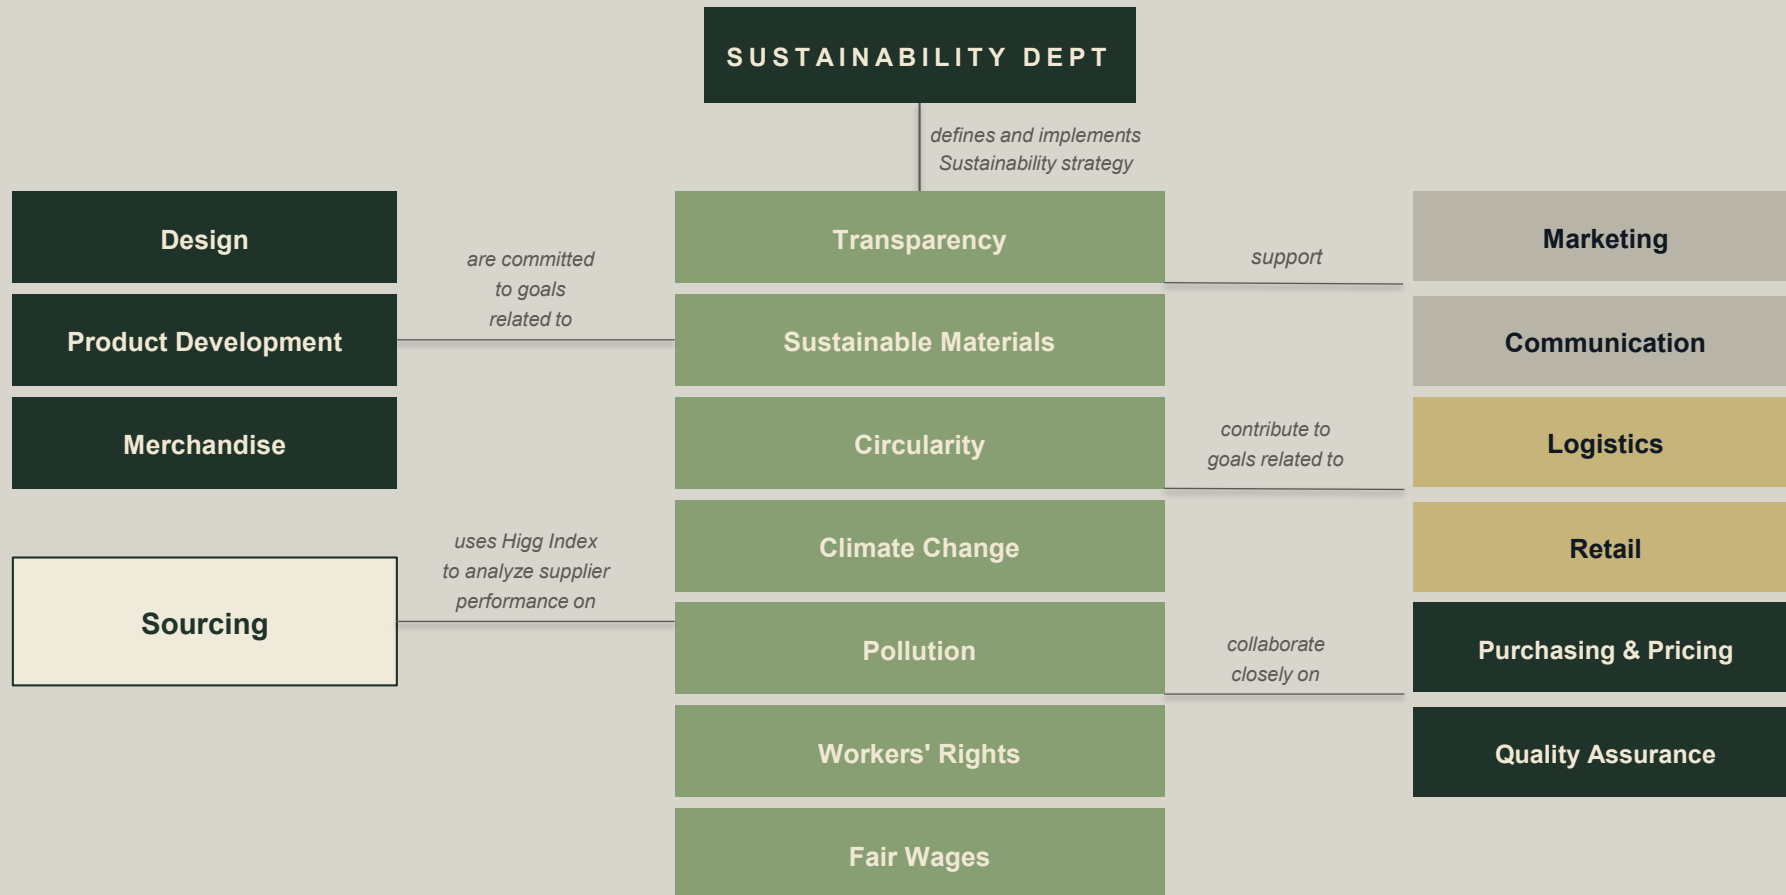 SUSTAINABILITY DEPT
defines and implements
Sustainability strategy
Design
Product Development
Merchandise
are committed
to goals
related to
Sourcing
uses Higg Index
to analyze supplier
performance on
Transparency
Sustainable Materials
Circularity
Climate Change
Pollution
Workers' Rights
Fair Wages
support
Marketing
Communication
contribute to
goals related to
Logistics
Retail
collaborate
closely on
Purchasing & Pricing
Quality Assurance